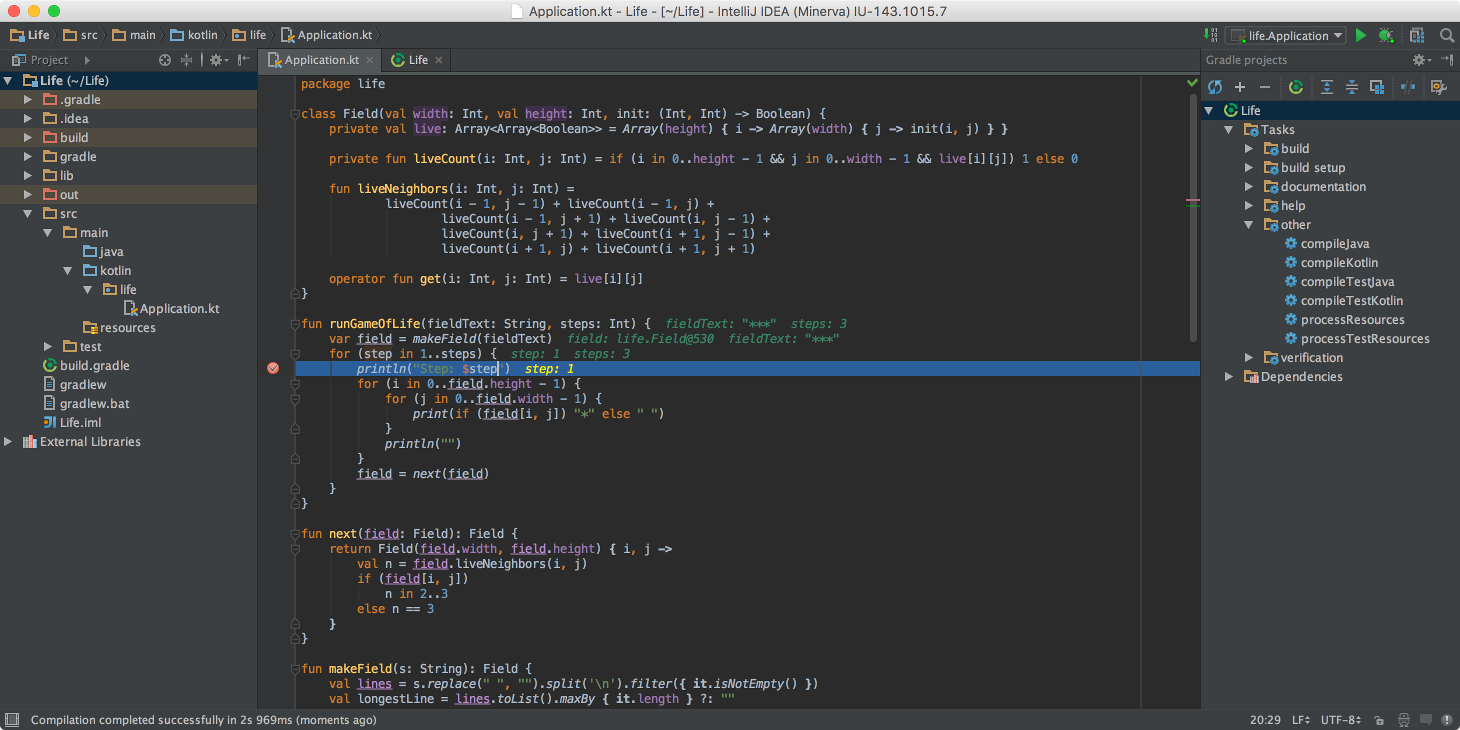 Application.kt - Life - [~/Life] - IntelliJ IDEA (Minerva) IU-143.1015.7
Life src main kotlin life Application.kt
life.Application
Project
Application.kt Life
Gradle projects
Life (~/Life)
.gradle
.idea
build
gradle
lib
out
src
main
java
kotlin
life
Application.kt
resources
test
build.gradle
gradlew
gradlew.bat
Life.iml
External Libraries
package life
class Field(val width: Int, val height: Int, init: (Int, Int) -> Boolean) {
private val live: Array<Array<Boolean>> = Array(height) { i -> Array(width) { j -> init(i, j) } }
private fun liveCount(i: Int, j: Int) = if (i in 0..height - 1 && j in 0..width - 1 && live[i][j]) 1 else 0
fun liveNeighbors(i: Int, j: Int) =
liveCount(i - 1, j - 1) + liveCount(i - 1, j) +
liveCount(i - 1, j + 1) + liveCount(i, j - 1) +
liveCount(i, j + 1) + liveCount(i + 1, j - 1) +
liveCount(i + 1, j) + liveCount(i + 1, j + 1)
operator fun get(i: Int, j: Int) = live[i][j]
}
fun runGameOfLife(fieldText: String, steps: Int) { fieldText: "***" steps: 3
var field = makeField(fieldText) field: life.Field@530 fieldText: "***"
for (step in 1..steps) { step: 1 steps: 3
println("Step: $step") step: 1
for (i in 0..field.height - 1) {
for (j in 0..field.width - 1) {
print(if (field[i, j]) "*" else " ")
}
println("")
}
field = next(field)
}
}
fun next(field: Field): Field {
return Field(field.width, field.height) { i, j ->
val n = field.liveNeighbors(i, j)
if (field[i, j])
n in 2..3
else n == 3
}
}
fun makeField(s: String): Field {
val lines = s.replace(" ", "").split('\n').filter({ it.isNotEmpty() })
val longestLine = lines.toList().maxBy { it.length } ?: ""
Life
Tasks
build
build setup
documentation
help
other
compileJava
compileKotlin
compileTestJava
compileTestKotlin
processResources
processTestResources
verification
Dependencies
Compilation completed successfully in 2s 969ms (moments ago)
20:29 LF UTF-8